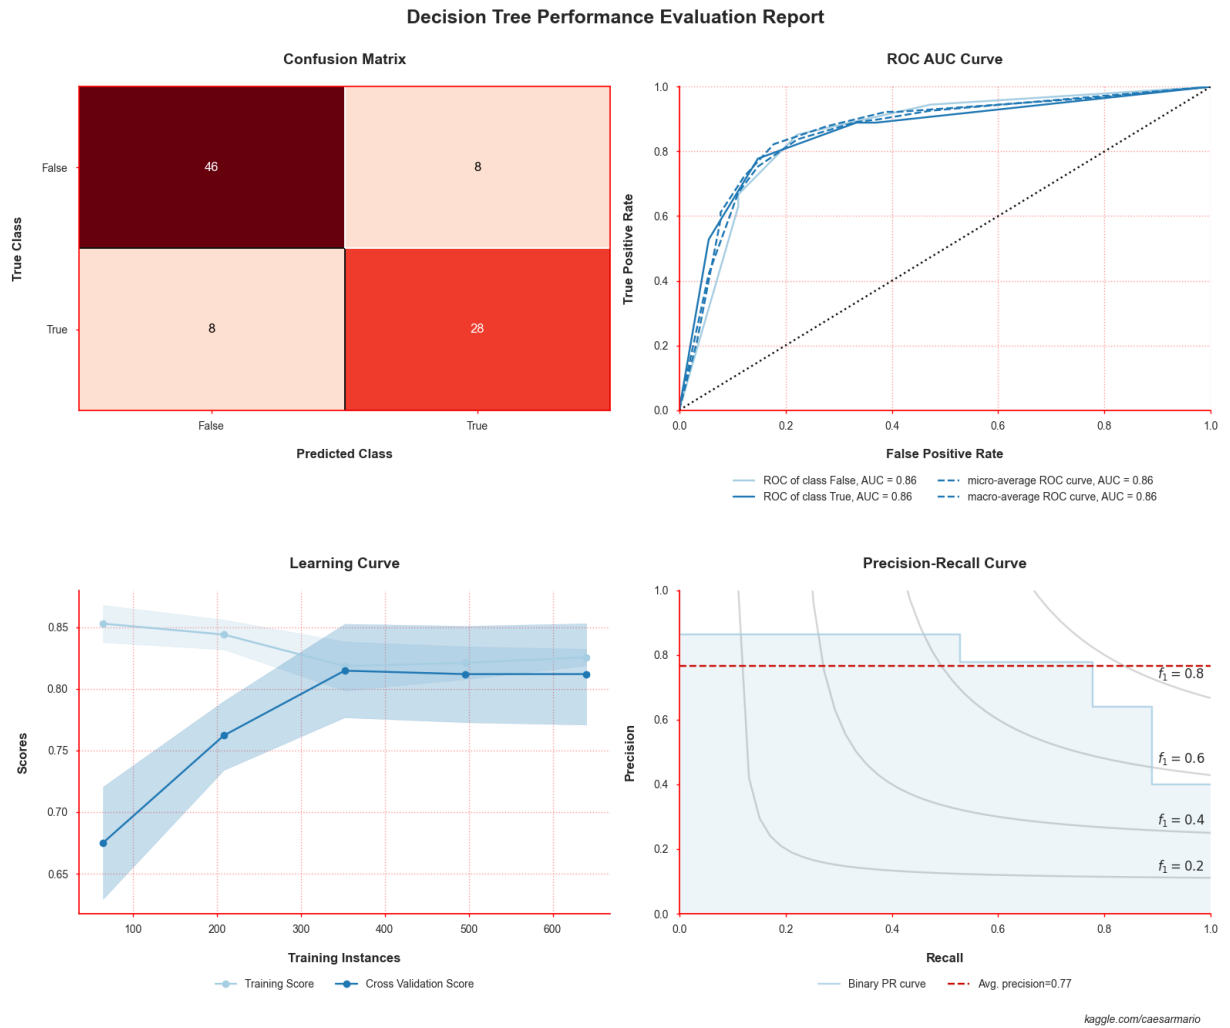 Decision Tree Performance Evaluation Report
Confusion Matrix
True Class
False
True
46
8
8
28
False
True
Predicted Class
ROC AUC Curve
True Positive Rate
1.0
0.8
0.6
0.4
0.2
0.0
0.0
0.2
0.4
0.6
0.8
1.0
False Positive Rate
ROC of class False, AUC = 0.86
ROC of class True, AUC = 0.86
micro-average ROC curve, AUC = 0.86
macro-average ROC curve, AUC = 0.86
Learning Curve
Scores
0.85
0.80
0.75
0.70
0.65
100
200
300
400
500
600
Training Instances
Training Score
Cross Validation Score
Precision-Recall Curve
Precision
1.0
0.8
0.6
0.4
0.2
0.0
f₁ = 0.8
f₁ = 0.6
f₁ = 0.4
f₁ = 0.2
0.0
0.2
0.4
0.6
0.8
1.0
Recall
Binary PR curve
Avg. precision=0.77
kaggle.com/caesarmario